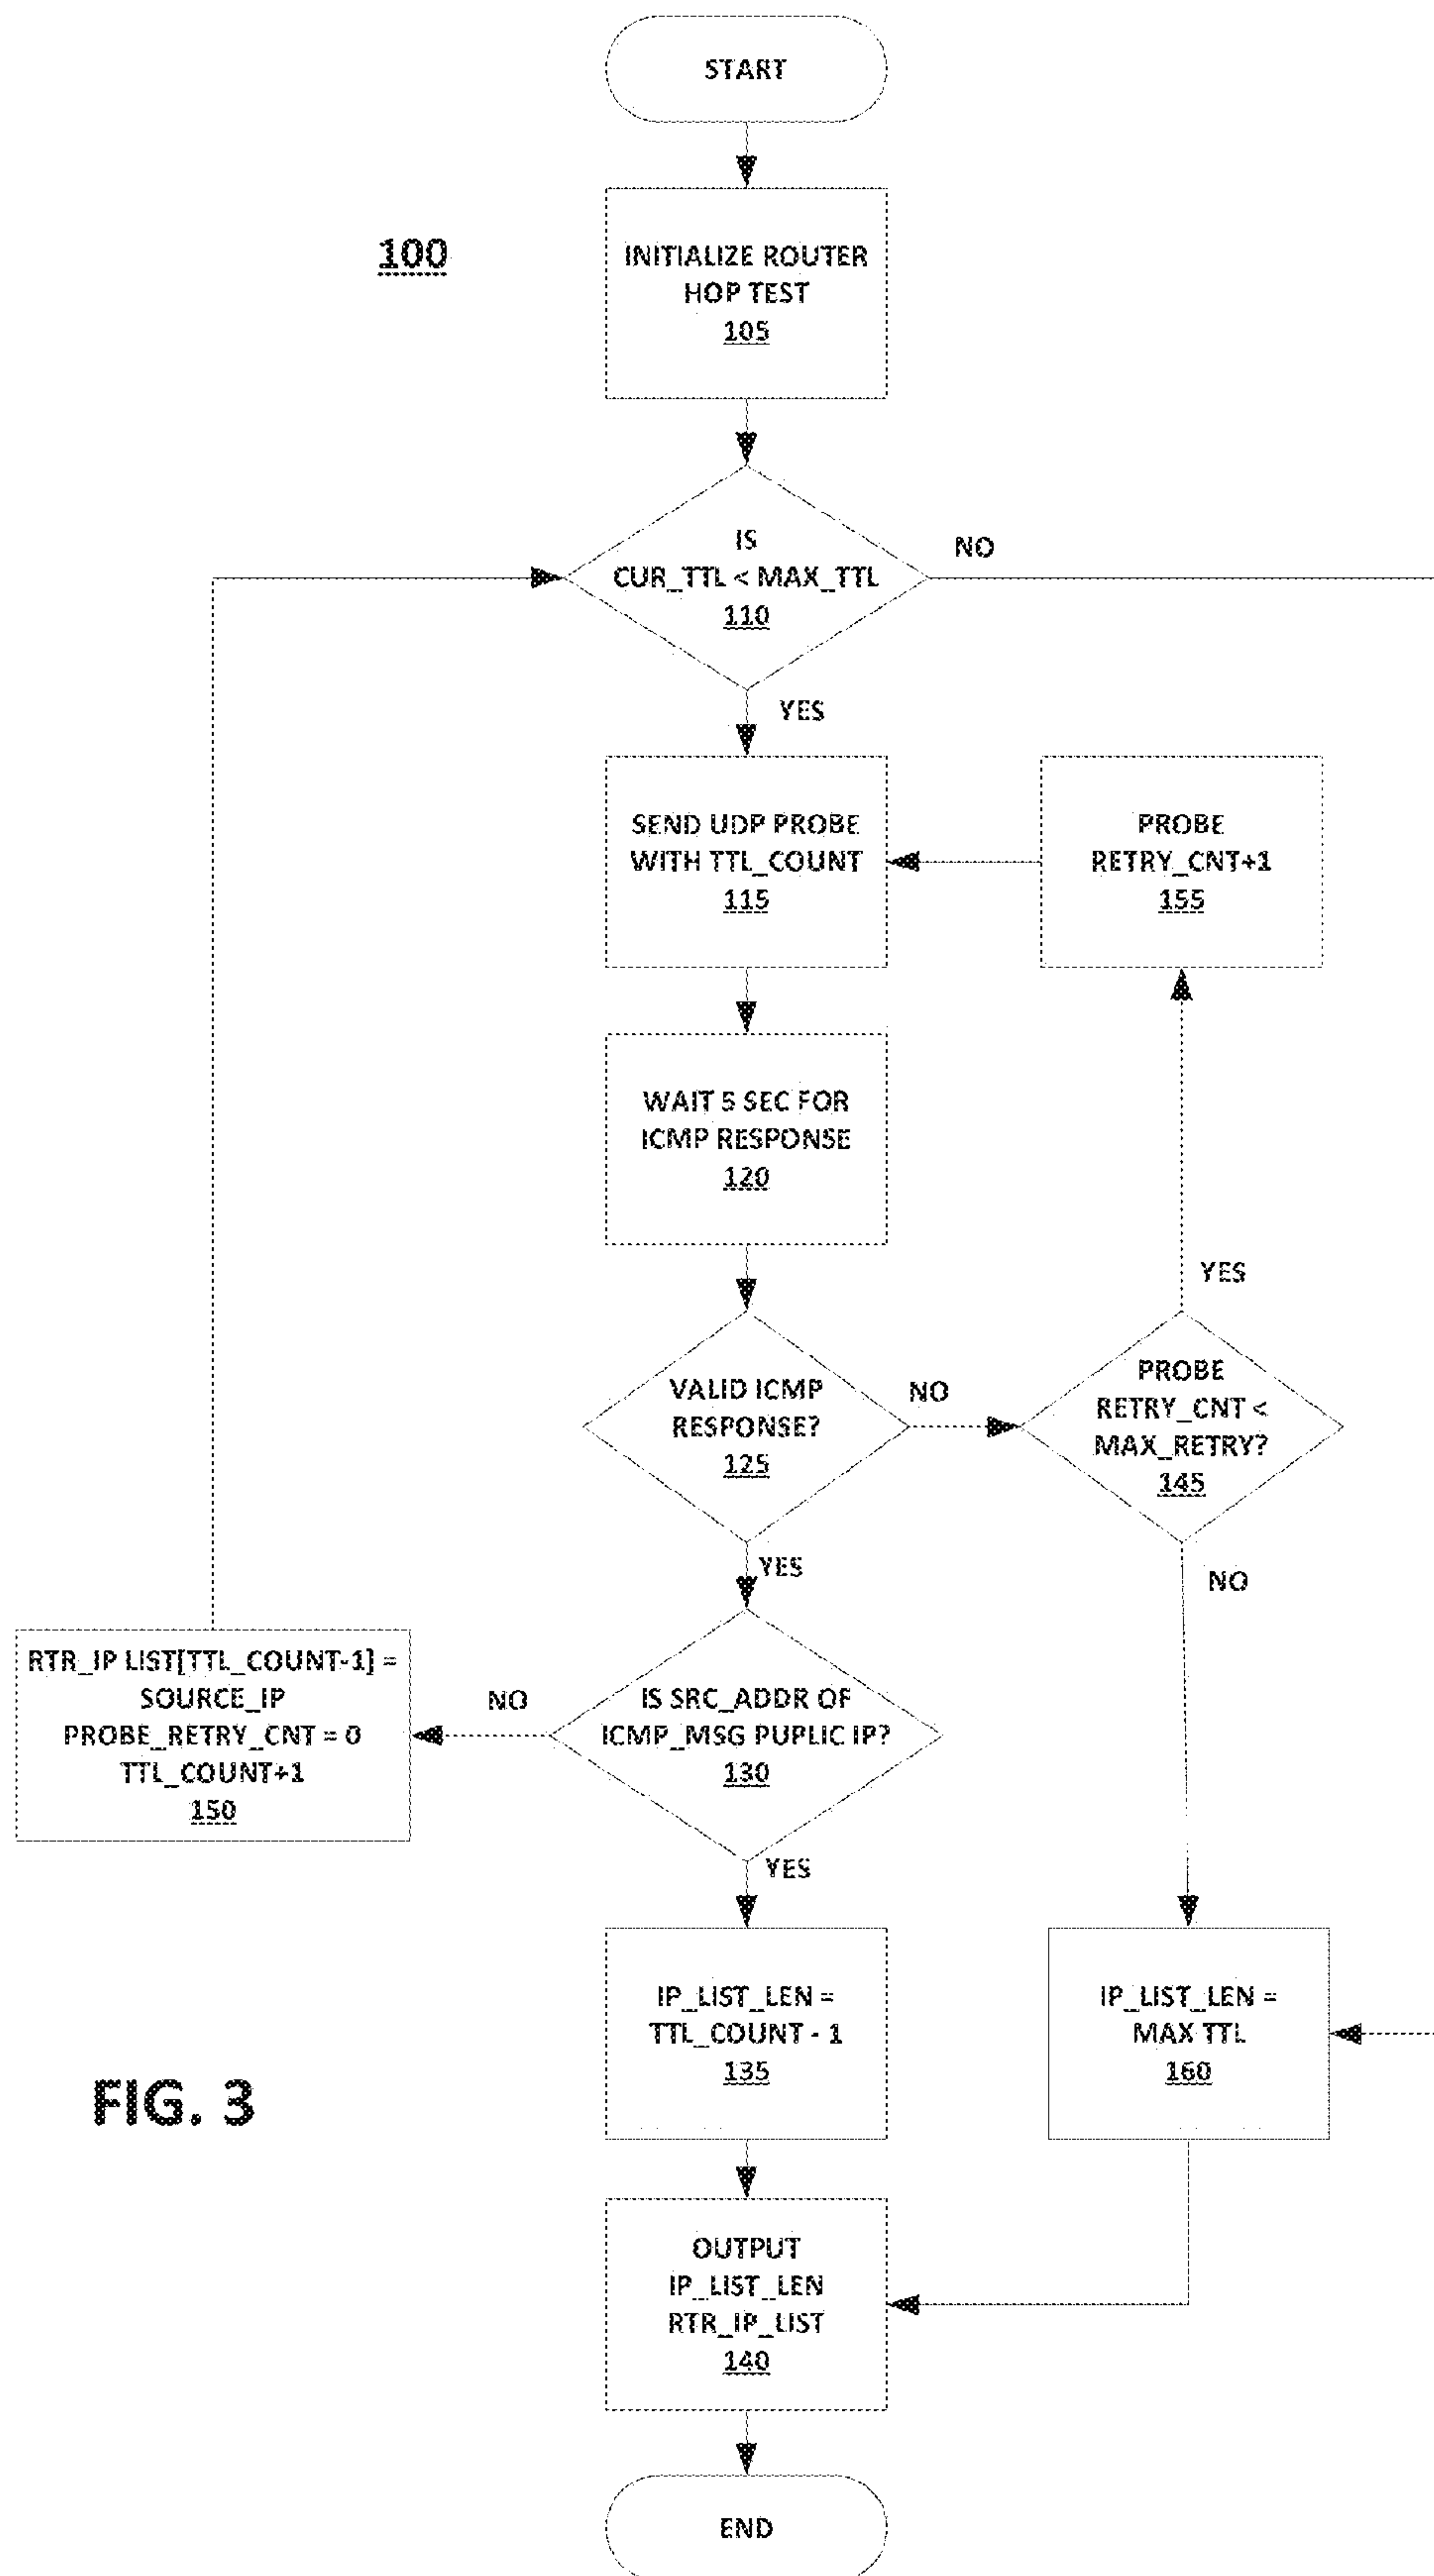 START
100
INITIALIZE ROUTER
HOP TEST
105
IS
CUR_TTL < MAX_TTL
110
NO
YES
SEND UDP PROBE
WITH TTL_COUNT
115
PROBE
RETRY_CNT+1
155
WAIT 5 SEC FOR
ICMP RESPONSE
120
YES
VALID ICMP
RESPONSE?
125
NO
PROBE
RETRY_CNT <
MAX_RETRY?
145
YES
NO
RTR_IP LIST[TTL_COUNT-1] =
SOURCE_IP
PROBE_RETRY_CNT = 0
TTL_COUNT+1
150
NO
IS SRC_ADDR OF
ICMP_MSG PUPLIC IP?
130
YES
IP_LIST_LEN =
TTL_COUNT - 1
135
IP_LIST_LEN =
MAX TTL
160
FIG. 3
OUTPUT
IP_LIST_LEN
RTR_IP_LIST
140
END